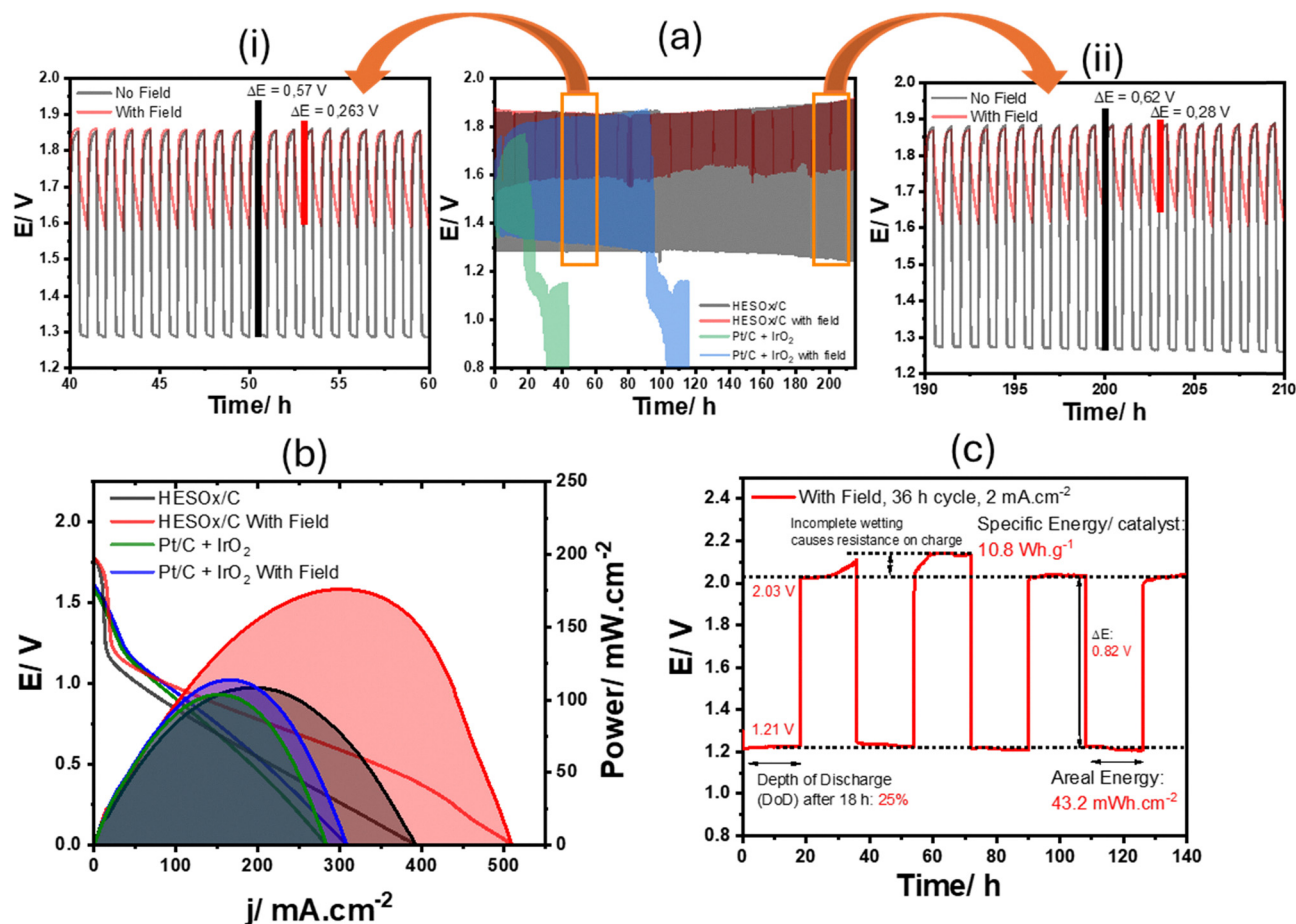 (i)
(a)
(ii)
2.0
1.9
1.8
1.7
1.6
1.5
1.4
1.3
1.2
E/ V
No Field
With Field
ΔE = 0,57 V
ΔE = 0,263 V
40
45
50
55
60
Time/ h
2.0
1.8
1.6
1.4
1.2
1.0
0.8
E/ V
HESOx/C
HESOx/C with field
Pt/C + IrO₂
Pt/C + IrO₂ with field
0
20
40
60
80
100
120
140
160
180
200
Time/ h
2.0
1.9
1.8
1.7
1.6
1.5
1.4
1.3
1.2
E/ V
No Field
With Field
ΔE = 0,62 V
ΔE = 0,28 V
190
195
200
205
210
Time/ h
(b)
2.0
1.5
1.0
0.5
0.0
E/ V
HESOx/C
HESOx/C With Field
Pt/C + IrO₂
Pt/C + IrO₂ With Field
250
200
150
100
50
0
Power/ mW.cm⁻²
0
100
200
300
400
500
j/ mA.cm⁻²
(c)
2.4
2.2
2.0
1.8
1.6
1.4
1.2
1.0
0.8
E/ V
With Field, 36 h cycle, 2 mA.cm⁻²
Incomplete wetting
causes resistance on charge
Specific Energy/ catalyst:
10.8 Wh.g⁻¹
2.03 V
ΔE:
0.82 V
1.21 V
Depth of Discharge
(DoD) after 18 h: 25%
Areal Energy:
43.2 mWh.cm⁻²
0
20
40
60
80
100
120
140
Time/ h